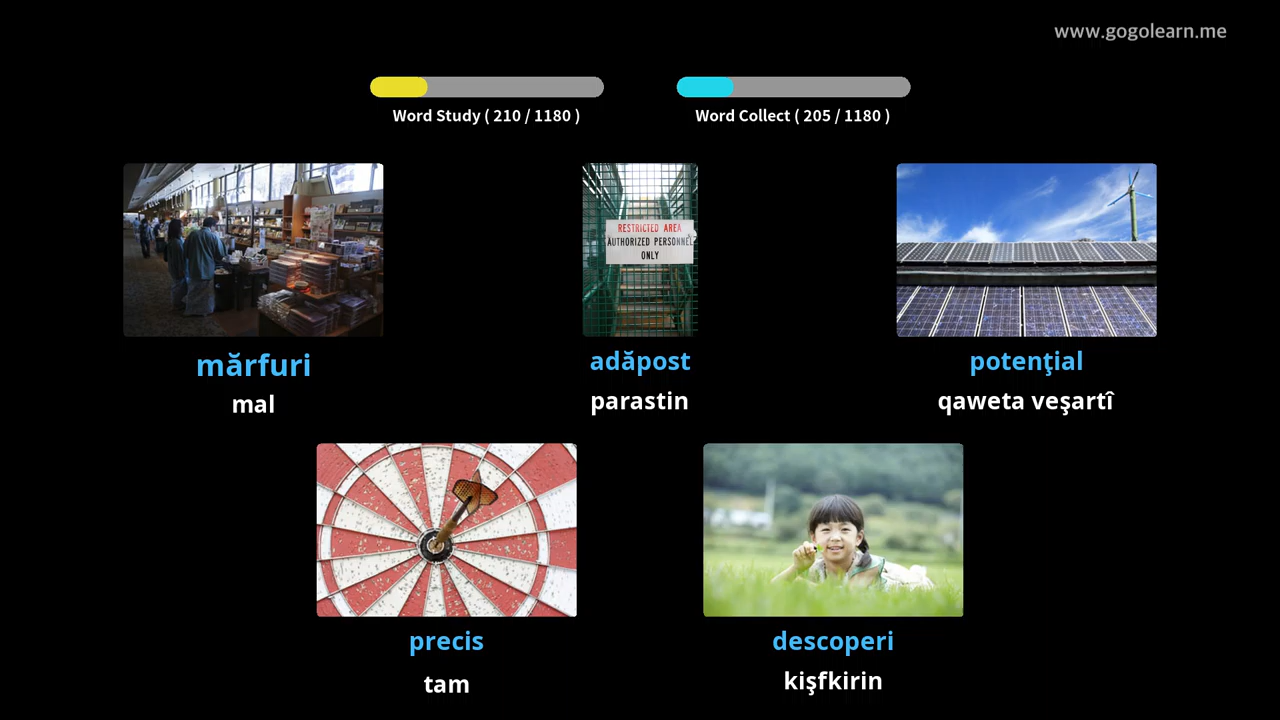 www.gogolearn.me
Word Study ( 210 / 1180 )
Word Collect ( 205 / 1180 )
RESTRICTED AREA
AUTHORIZED PERSONNEL
ONLY
mărfuri
adăpost
potenţial
mal
parastin
qaweta veşartî
precis
descoperi
tam
kişfkirin